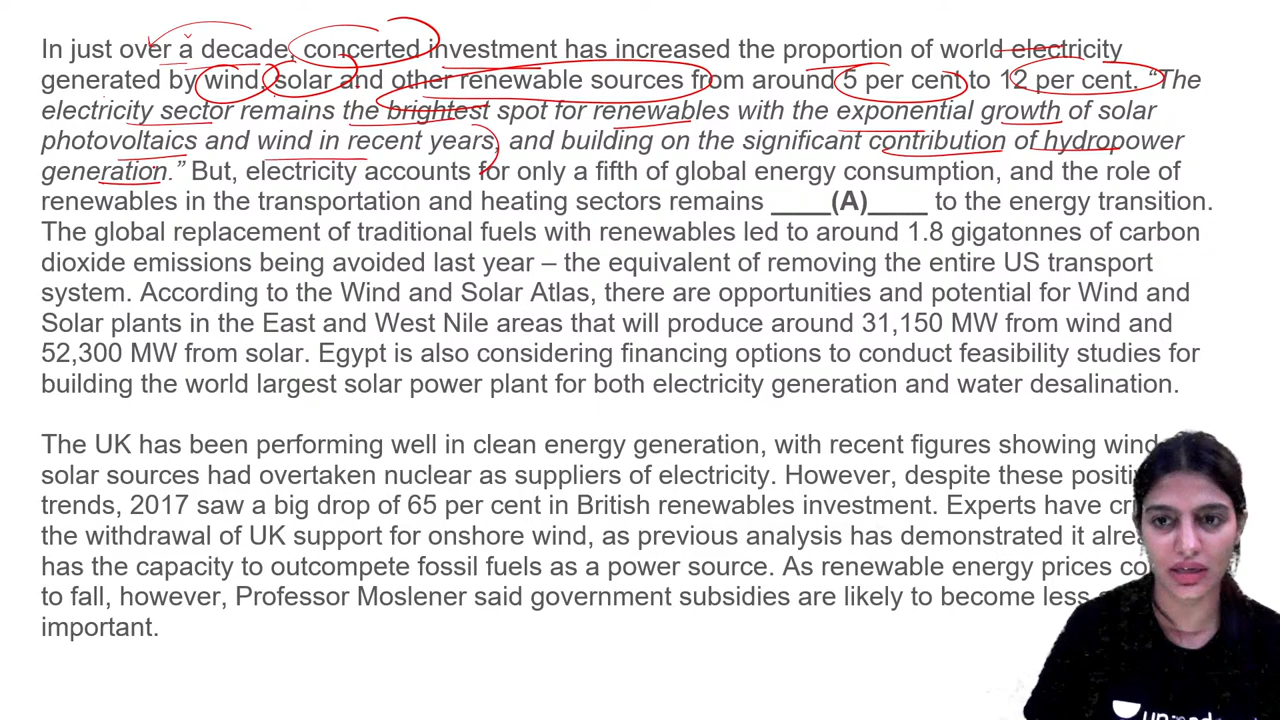 In just over a decade, concerted investment has increased the proportion of world electricity
generated by wind, solar and other renewable sources from around 5 per cent to 12 per cent. “The
electricity sector remains the brightest spot for renewables with the exponential growth of solar
photovoltaics and wind in recent years, and building on the significant contribution of hydropower
generation.” But, electricity accounts for only a fifth of global energy consumption, and the role of
renewables in the transportation and heating sectors remains ____(A)____ to the energy transition.
The global replacement of traditional fuels with renewables led to around 1.8 gigatonnes of carbon
dioxide emissions being avoided last year – the equivalent of removing the entire US transport
system. According to the Wind and Solar Atlas, there are opportunities and potential for Wind and
Solar plants in the East and West Nile areas that will produce around 31,150 MW from wind and
52,300 MW from solar. Egypt is also considering financing options to conduct feasibility studies for
building the world largest solar power plant for both electricity generation and water desalination.
The UK has been performing well in clean energy generation, with recent figures showing wind
solar sources had overtaken nuclear as suppliers of electricity. However, despite these
trends, 2017 saw a big drop of 65 per cent in British renewables investment. Experts have
the withdrawal of UK support for onshore wind, as previous analysis has demonstrated it
has the capacity to outcompete fossil fuels as a power source. As renewable energy prices
to fall, however, Professor Moslener said government subsidies are likely to become less
important.